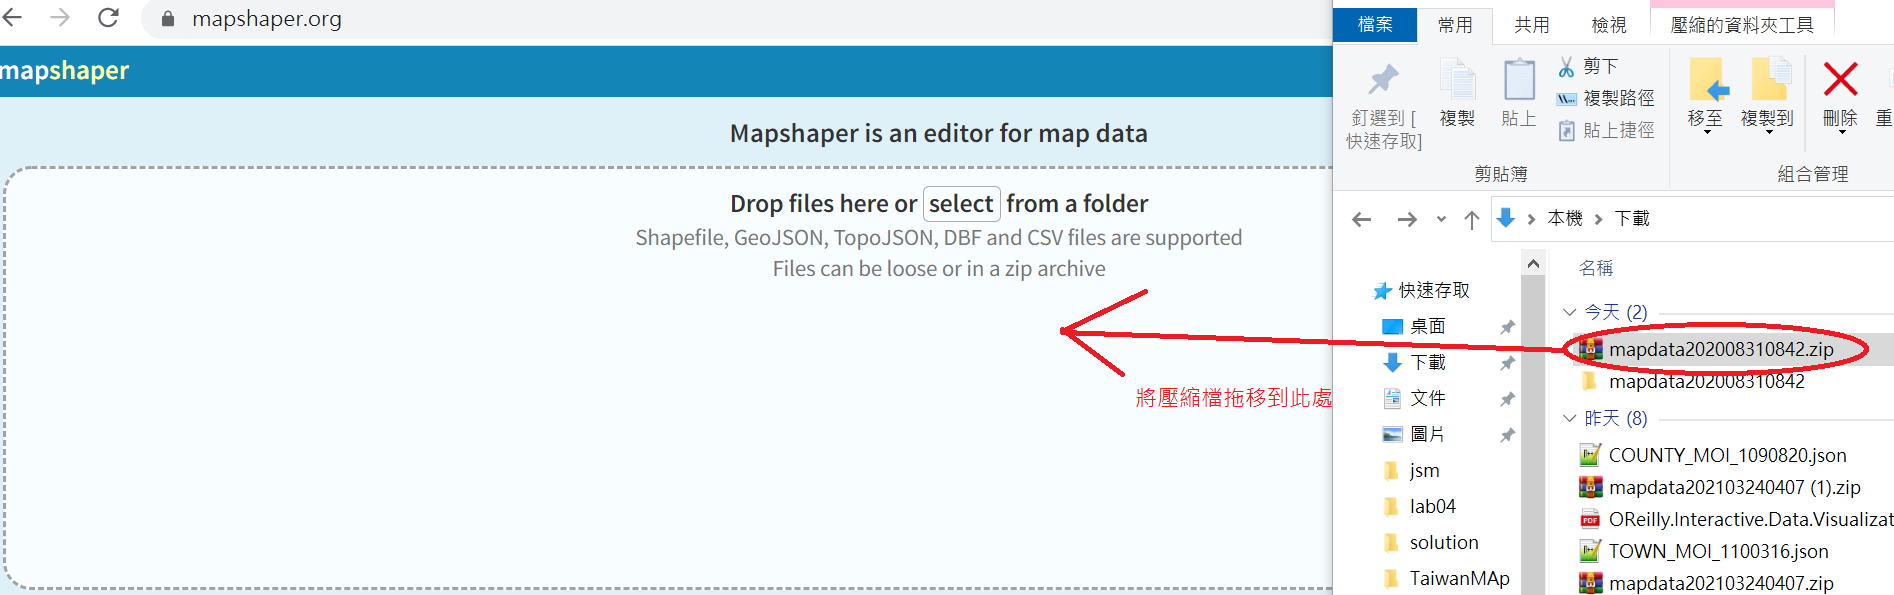 mapshaper.org
mapshaper
Mapshaper is an editor for map data
Drop files here or select from a folder
Shapefile, GeoJSON, TopoJSON, DBF and CSV files are supported
Files can be loose or in a zip archive
將壓縮檔拖移到此處
檔案 常用 共用 檢視 壓縮的資料夾工具
釘選到 [
快速存取]
複製
貼上
剪下
複製路徑
貼上捷徑
移至
複製到
刪除
重
剪貼簿
組合管理
本機 下載
名稱
快速存取
桌面
下載
文件
圖片
jsm
lab04
solution
TaiwanMAp
今天 (2)
mapdata202008310842.zip
mapdata202008310842
昨天 (8)
COUNTY_MOI_1090820.json
mapdata202103240407 (1).zip
PDF OReilly.Interactive.Data.Visualizat
TOWN_MOI_1100316.json
mapdata202103240407.zip